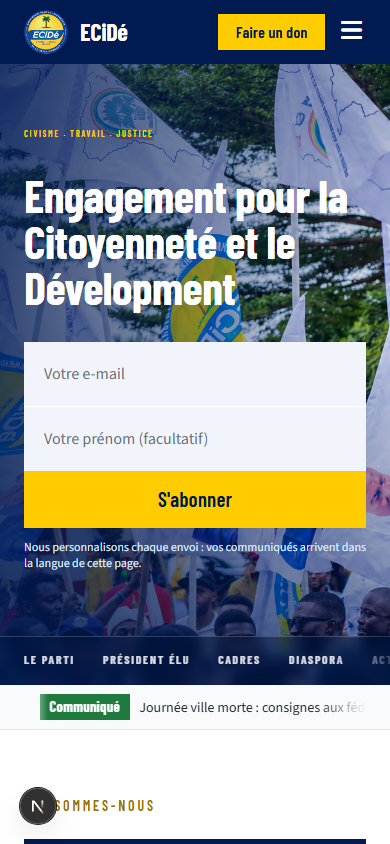 ECiDé
ECiDé
Faire un don
CIVISME . TRAVAIL . JUSTICE
Engagement pour la
Citoyenneté et le
Dévelopment
Votre e-mail
Votre prénom (facultatif)
S'abonner
Nous personnalisons chaque envoi : vos communiqués arrivent dans
la langue de cette page.
LE PARTI
PRÉSIDENT ÉLU
CADRES
DIASPORA
ACT
Communiqué
Journée ville morte : consignes aux féd
N
SOMMES-NOUS